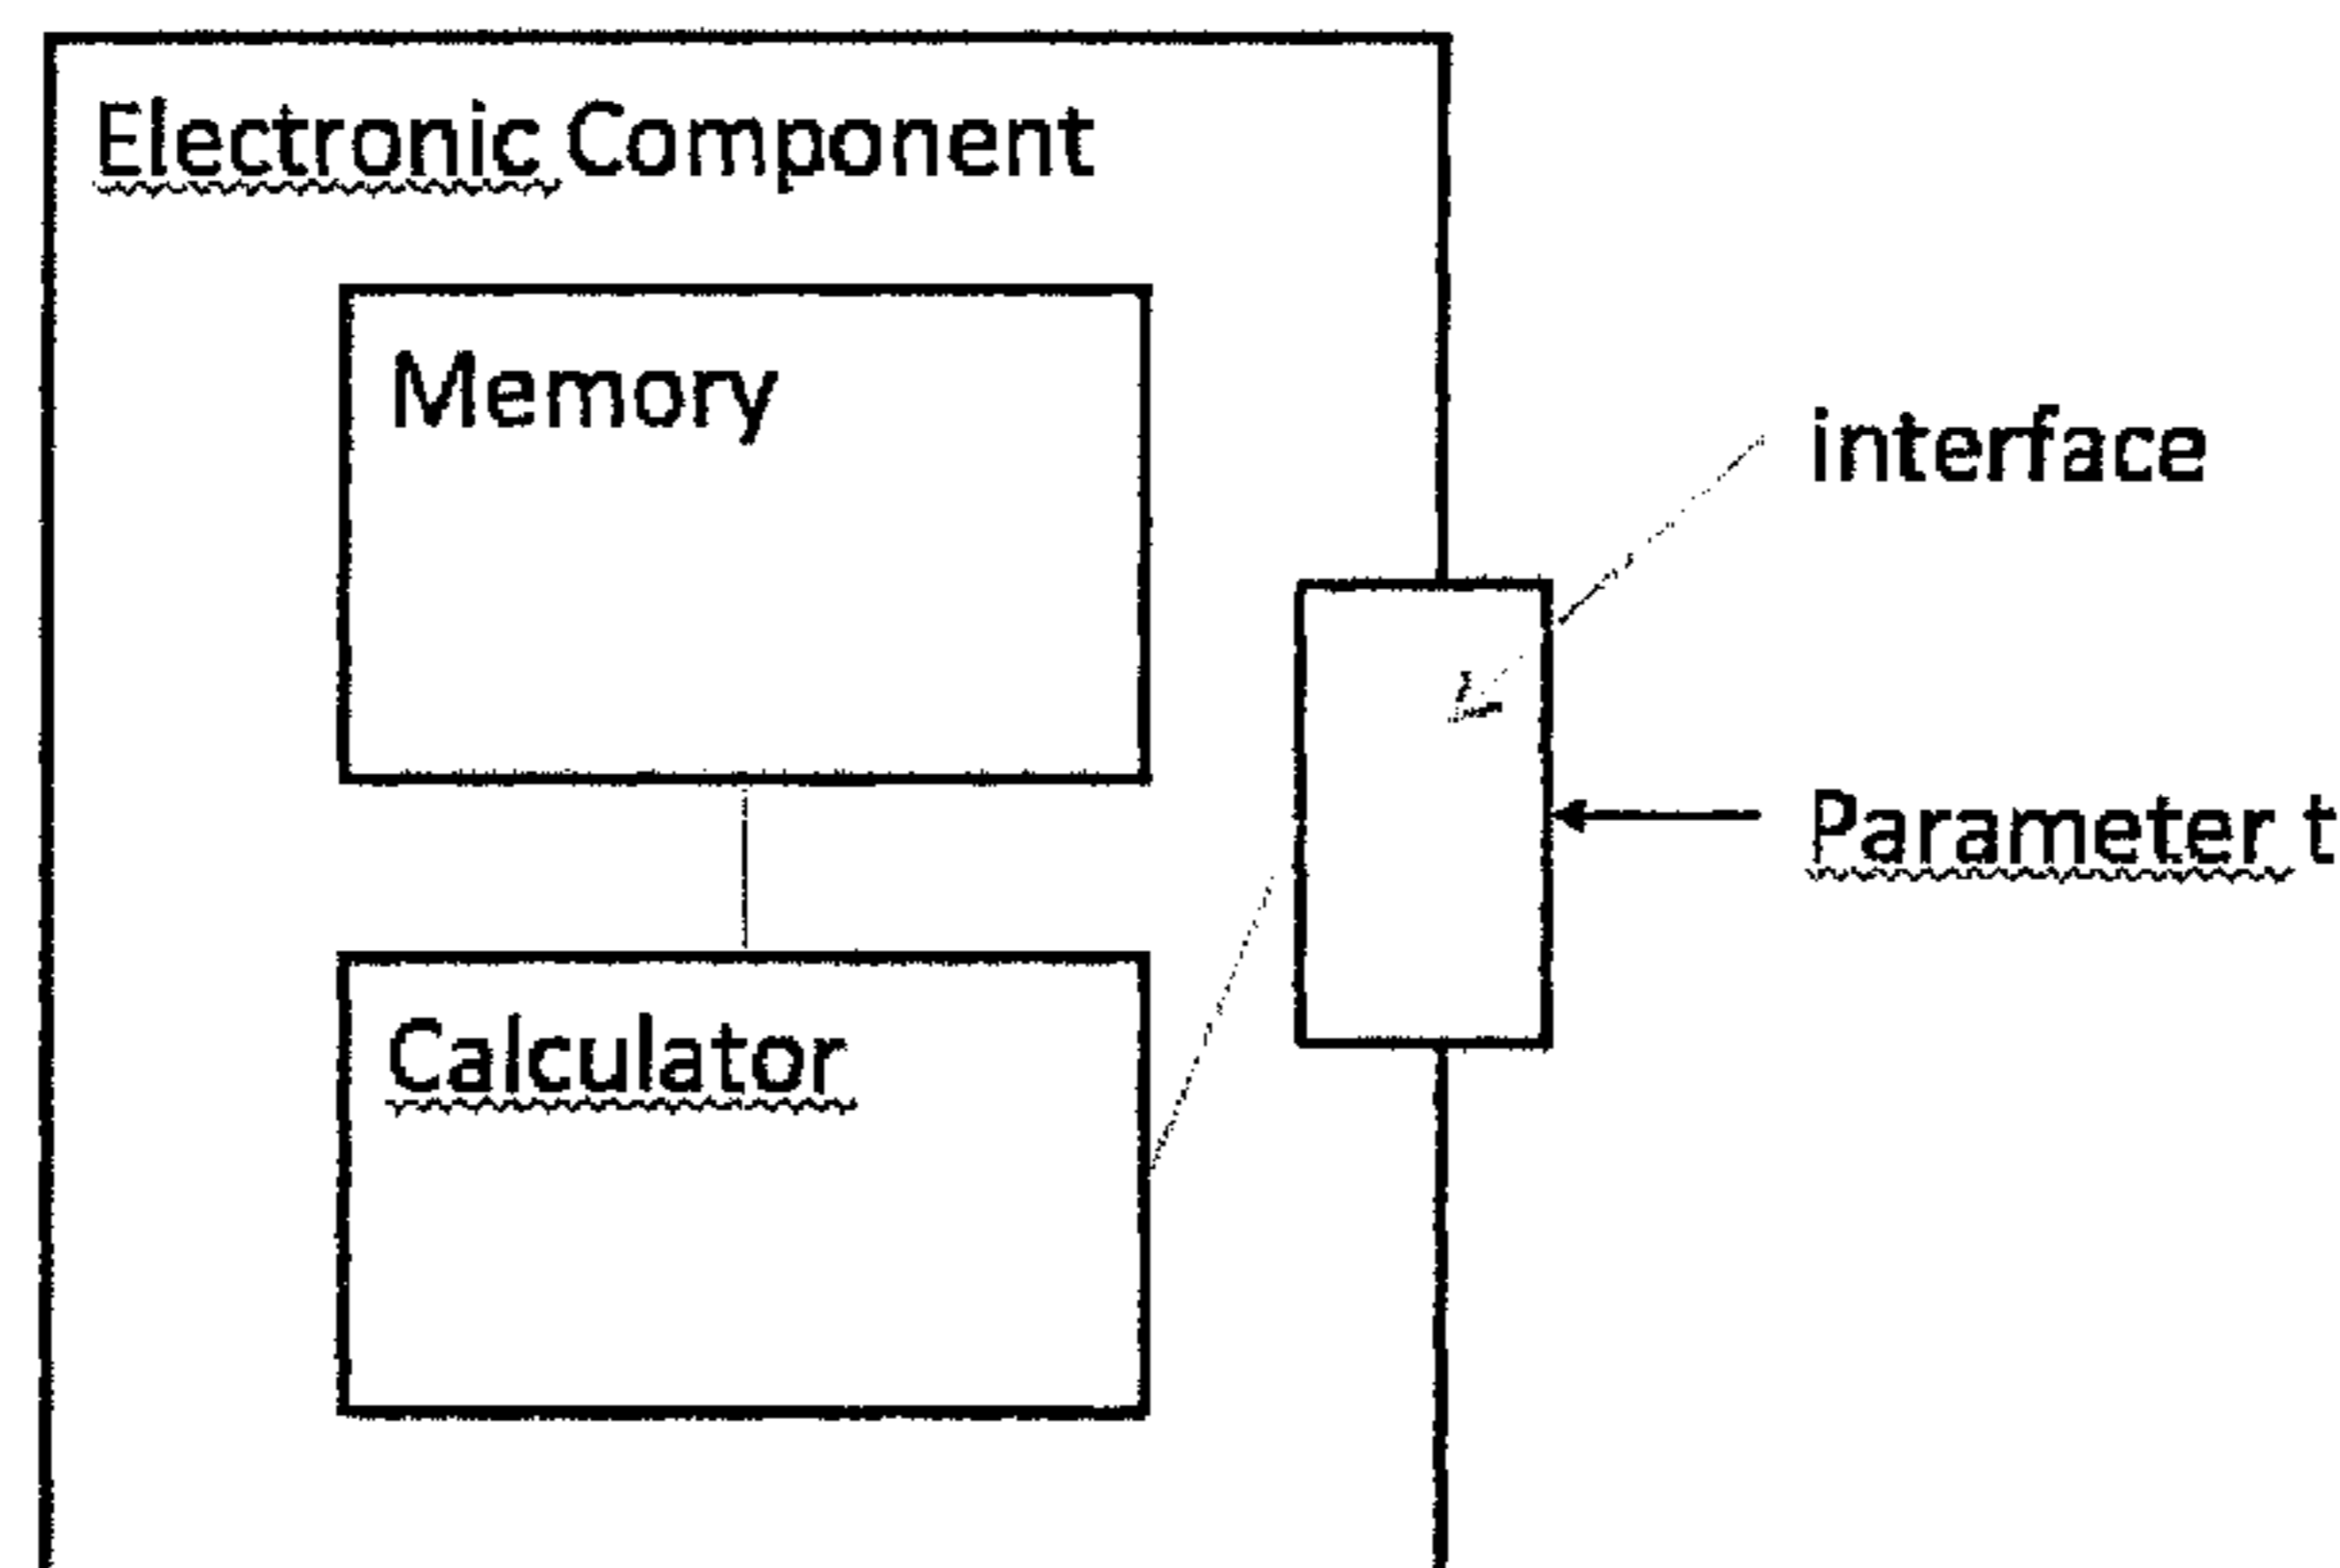 Electronic Component
Memory
interface
Parameter t
Calculator